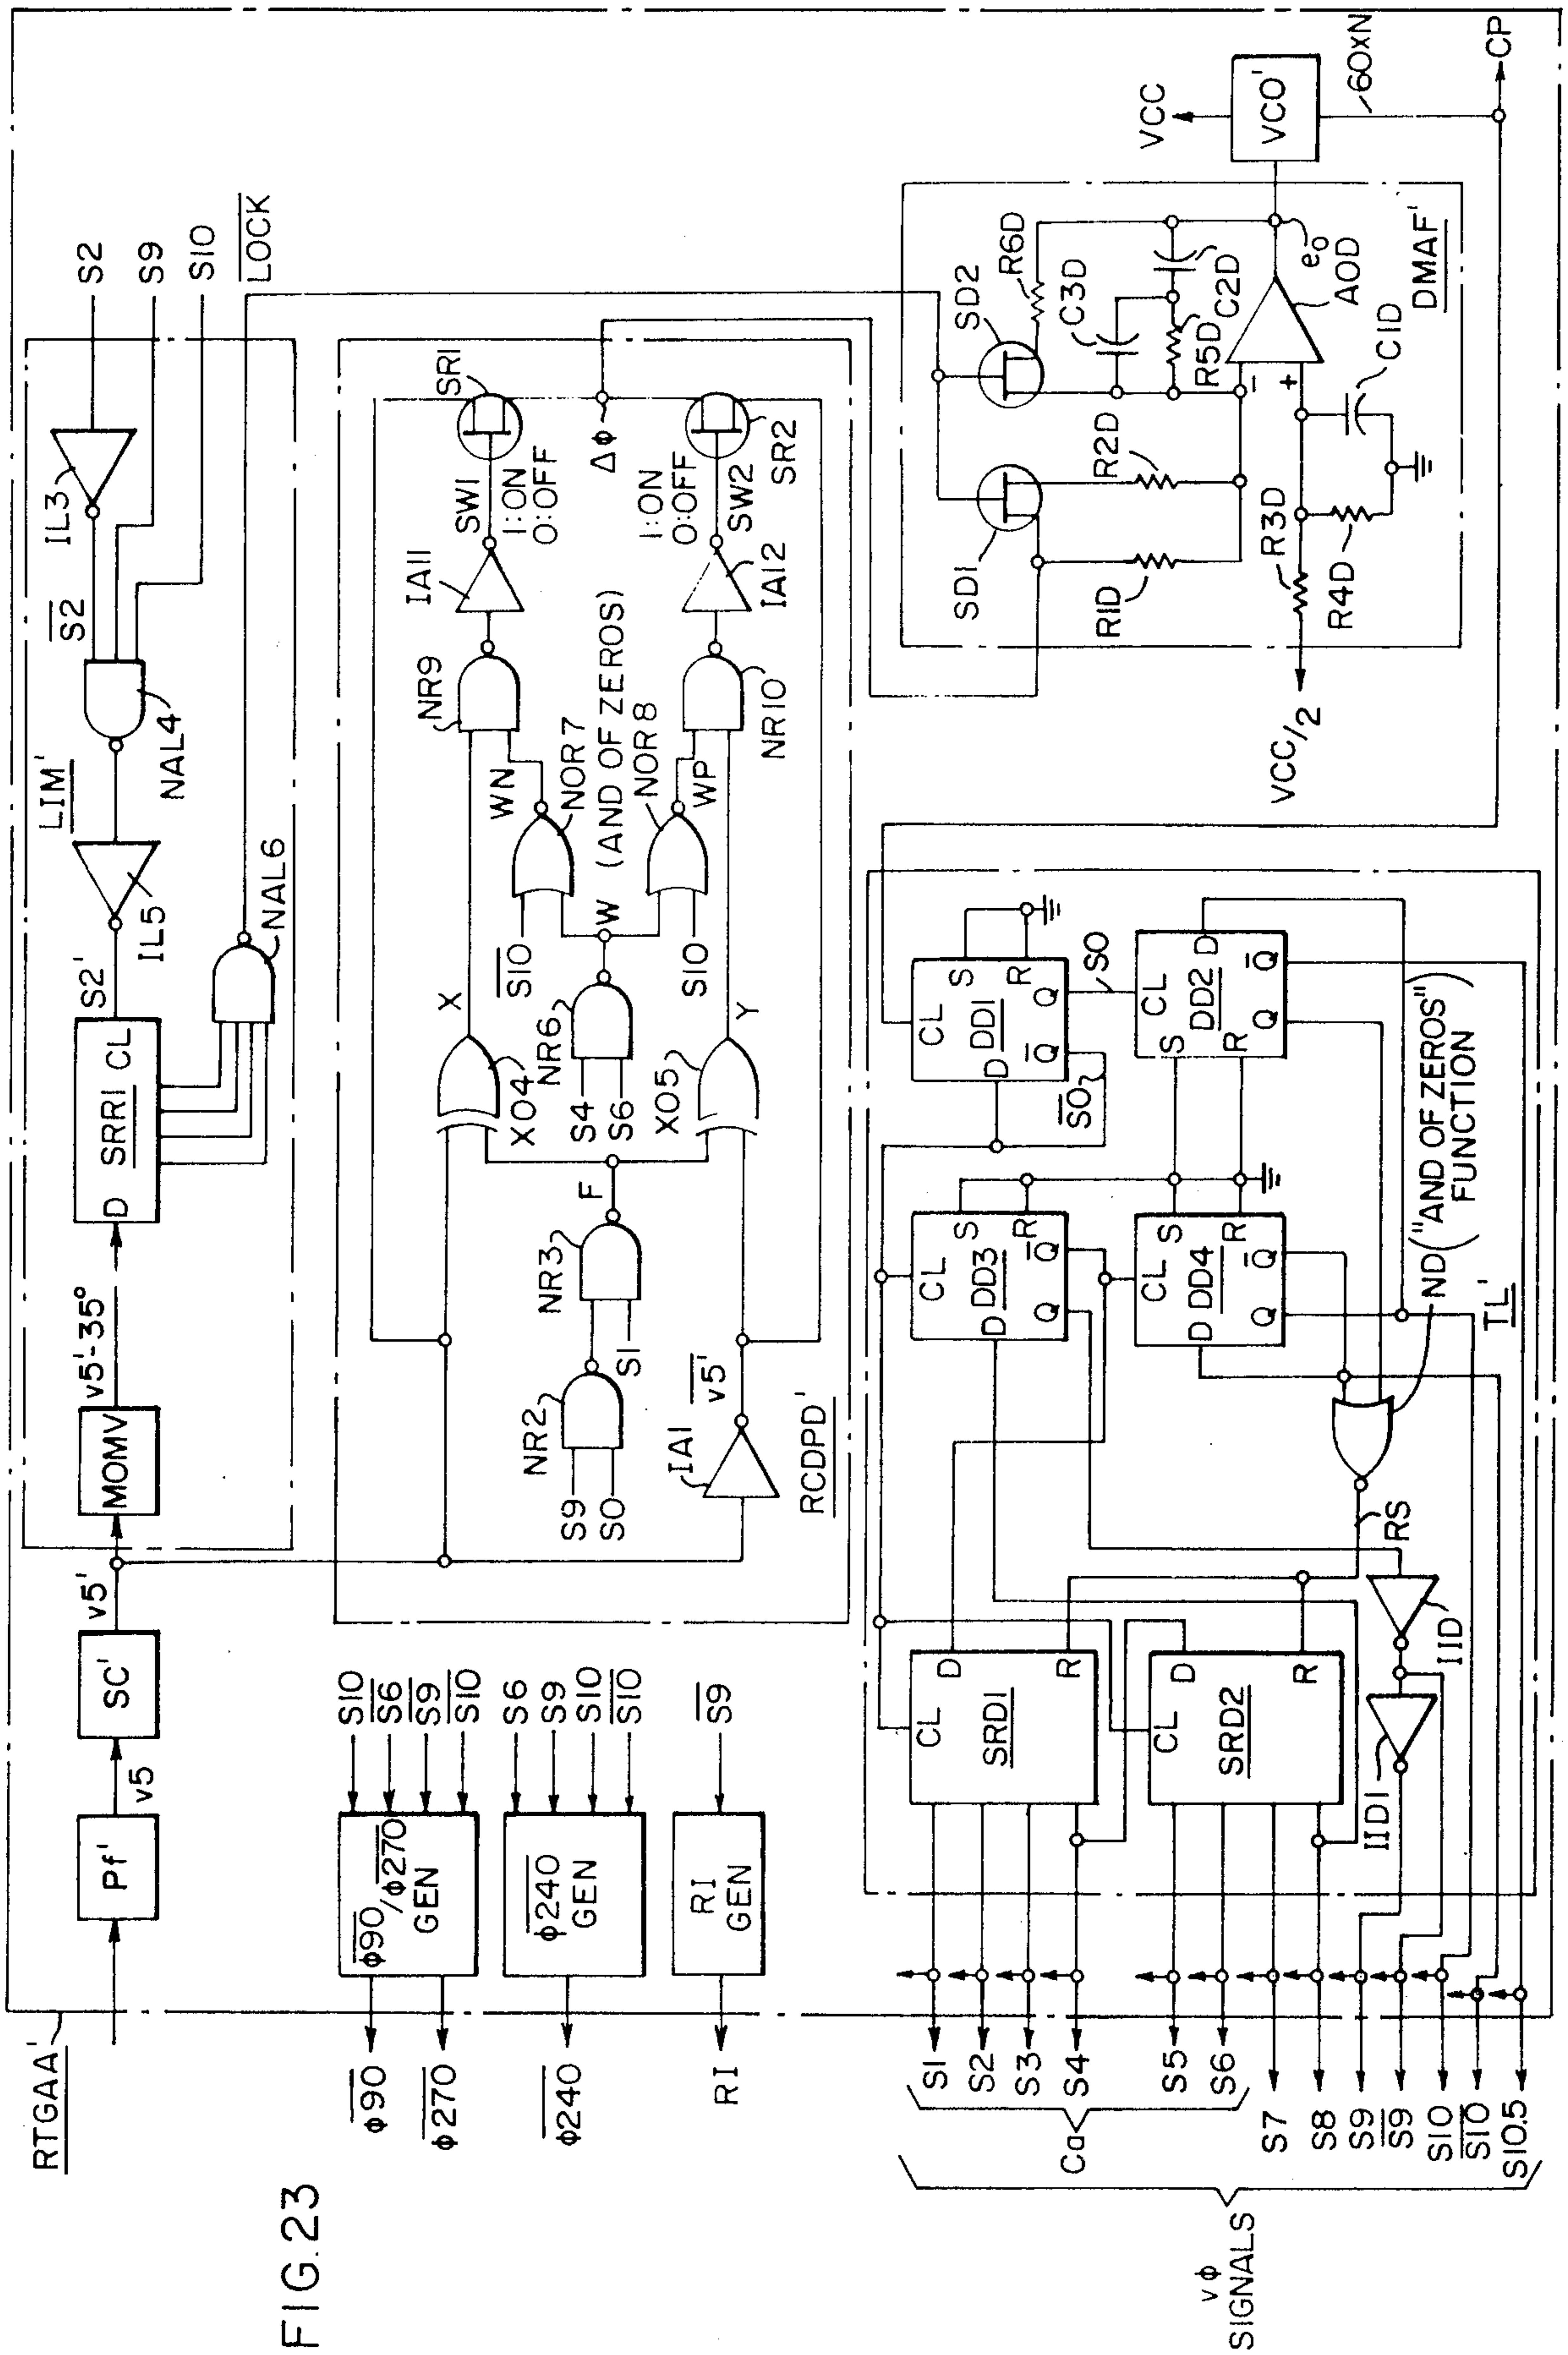 FIG.23
RTGAA'
Pf'
v5
SC'
v5'
MOMV
v5'-35°
D SRR1 CL
S2'
IL5
LIM'
NAL4
S2
IL3
S2
S9
S10
LOCK
NAL6
φ90
φ270
φ90/φ270
GEN
S10
S6
S9
S10
φ240
φ240
GEN
S6
S9
S10
S10
RI
RI
GEN
S9
RCDPD'
IA1
v5'
S9
S0
NR2
S1
NR3
F
X04
X05
X
Y
S4
S6
NR6
W (AND OF ZEROS)
S10
S10
NOR7
NOR8
WN
WP
NR9
NR10
IA11
IA12
SW1
1:ON
0:OFF
1:ON
0:OFF
SW2
SR1
SR2
Δφ
DMAF'
SD1
SD2
R1D
R2D
R3D
R4D
R5D
R6D
C1D
C2D
C3D
AOD
e0
-
+
VCC/2
VCC
VCO'
60xN
CP
TL'
CL
D DD1
S
R
Q
Q
S0
S0
CL
S DD2 D
R
Q
Q
CL
D DD3
S
R
Q
Q
CL
D DD4
S
R
Q
Q
ND ("AND OF ZEROS" FUNCTION)
RS
I1D
I1D1
CL
SRD1
D
R
CL
SRD2
D
R
S1
S2
S3
S4
S5
S6
Ca
S7
S8
S9
S9
S10
S10
S10.5
vφ
SIGNALS